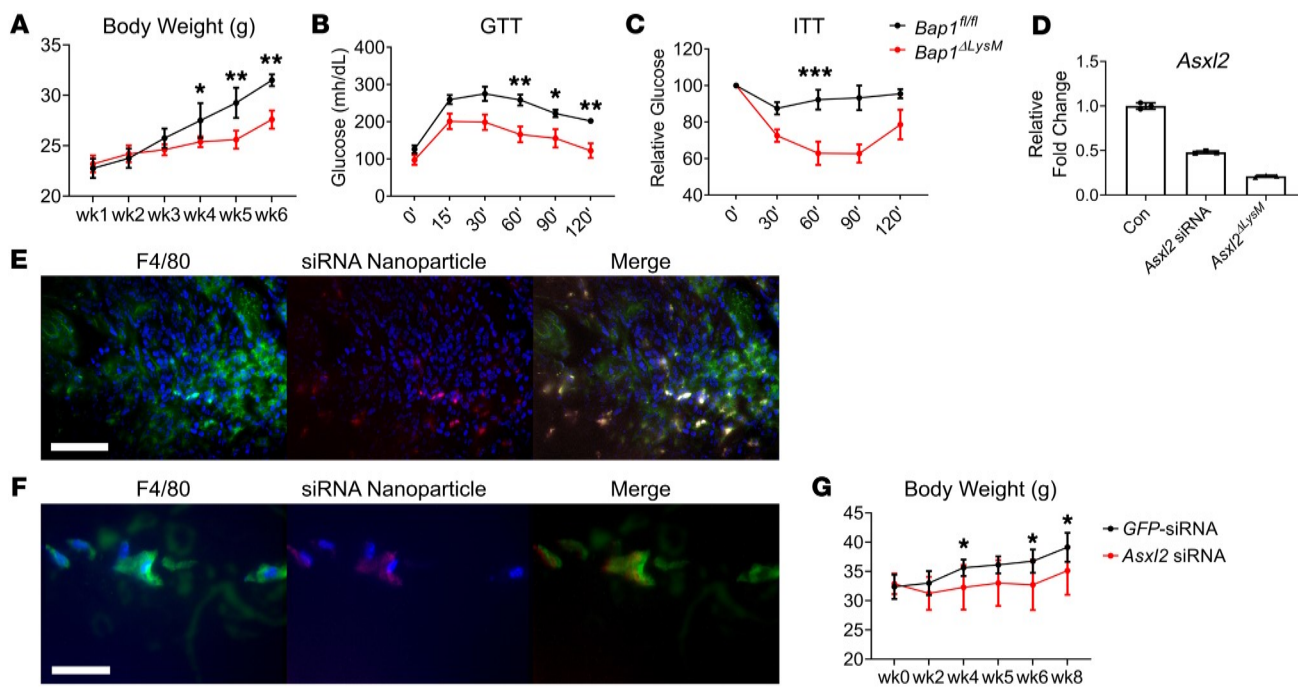 A
Body Weight (g)
35
30
25
20
*
**
**
wk1 wk2 wk3 wk4 wk5 wk6
B
GTT
Glucose (mh/dL)
400
300
200
100
0
**
*
**
0' 15' 30' 60' 90' 120'
C
ITT
Relative Glucose
120
100
80
60
40
***
0' 30' 60' 90' 120'
Bap1fl/fl
Bap1ΔLysM
D
Asxl2
Relative
Fold Change
1.5
1.0
0.5
0.0
Con
Asxl2 siRNA
Asxl2ΔLysM
E
F4/80 siRNA Nanoparticle Merge
F
F4/80 siRNA Nanoparticle Merge
G
Body Weight (g)
45
40
35
30
25
20
*
*
*
wk0 wk2 wk4 wk5 wk6 wk8
GFP-siRNA
Asxl2 siRNA